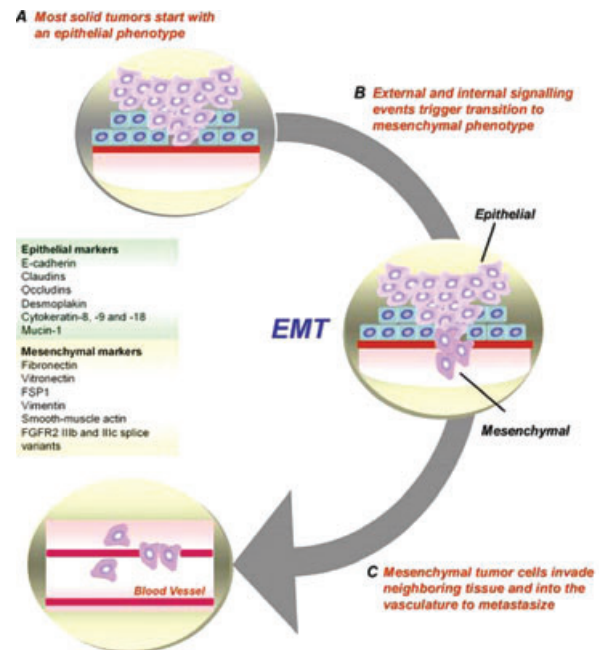 A Most solid tumors start with
an epithelial phenotype
B External and internal signalling
events trigger transition to
mesenchymal phenotype
Epithelial
Epithelial markers
E-cadherin
Claudins
Occludins
Desmoplakin
Cytokeratin-8, -9 and -18
Mucin-1
Mesenchymal markers
Fibronectin
Vitronectin
FSP1
Vimentin
Smooth-muscle actin
FGFR2 IIIb and IIIc splice
variants
EMT
Mesenchymal
Blood Vessel
C Mesenchymal tumor cells invade
neighboring tissue and into the
vasculature to metastasize